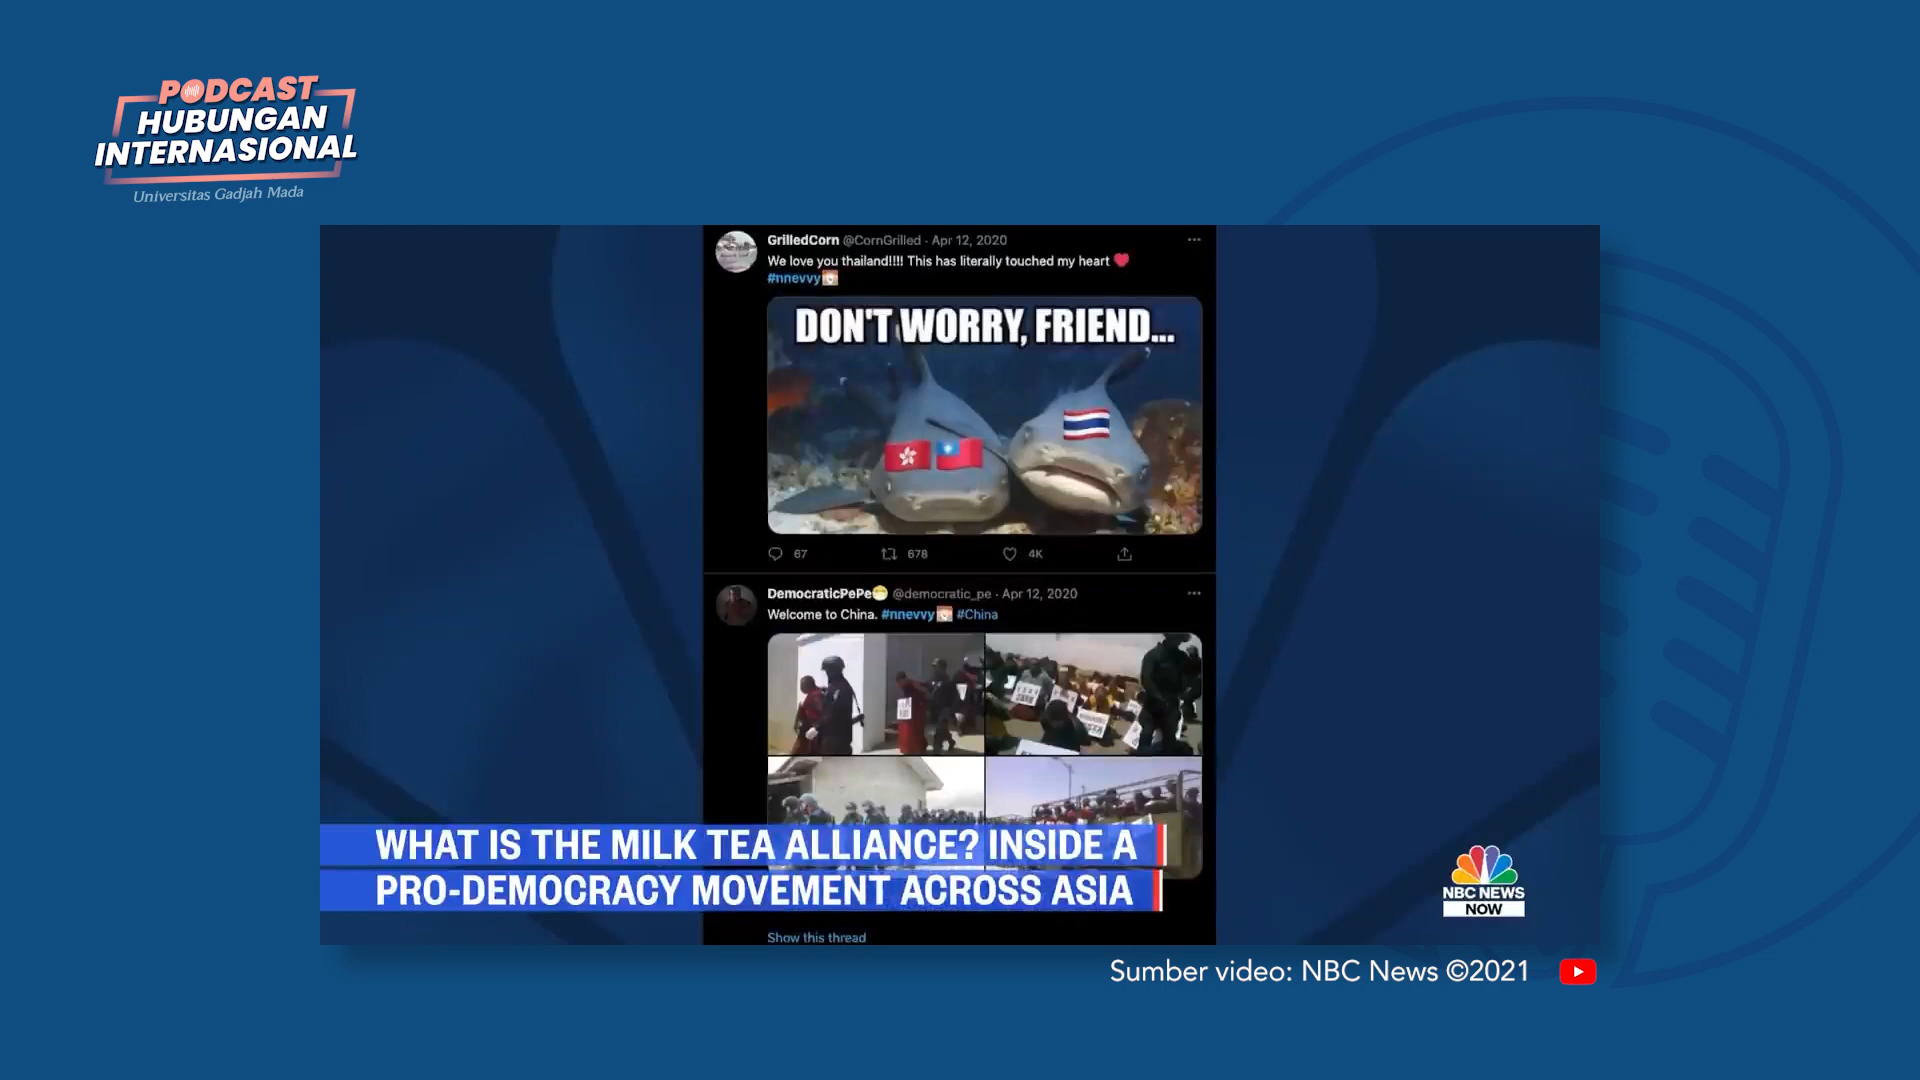 PODCAST
HUBUNGAN
INTERNASIONAL
Universitas Gadjah Mada
GrilledCorn @CornGrilled · Apr 12, 2020
We love you thailand!!!! This has literally touched my heart ❤️
#nnevvy
DON'T WORRY, FRIEND...
67 678 4K
DemocraticPePe @democratic_pe · Apr 12, 2020
Welcome to China. #nnevvy #China
WHAT IS THE MILK TEA ALLIANCE? INSIDE A
PRO-DEMOCRACY MOVEMENT ACROSS ASIA
Show this thread
NBC NEWS
NOW
Sumber video: NBC News ©2021